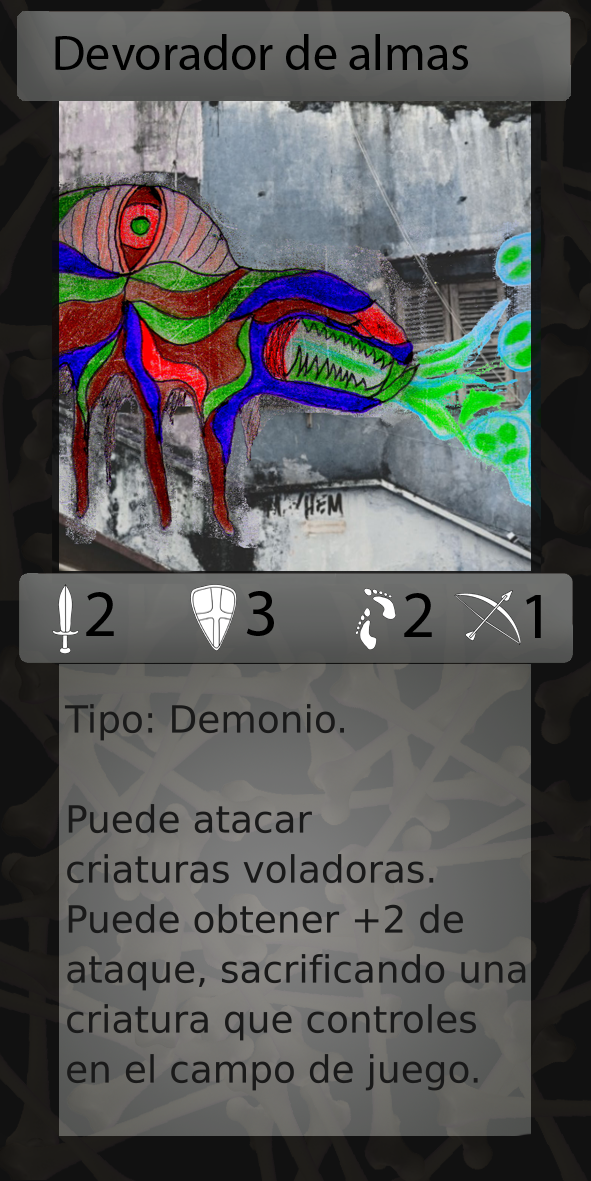 Devorador de almas
2 3 2 1
Tipo: Demonio.
Puede atacar
criaturas voladoras.
Puede obtener +2 de
ataque, sacrificando una
criatura que controles
en el campo de juego.